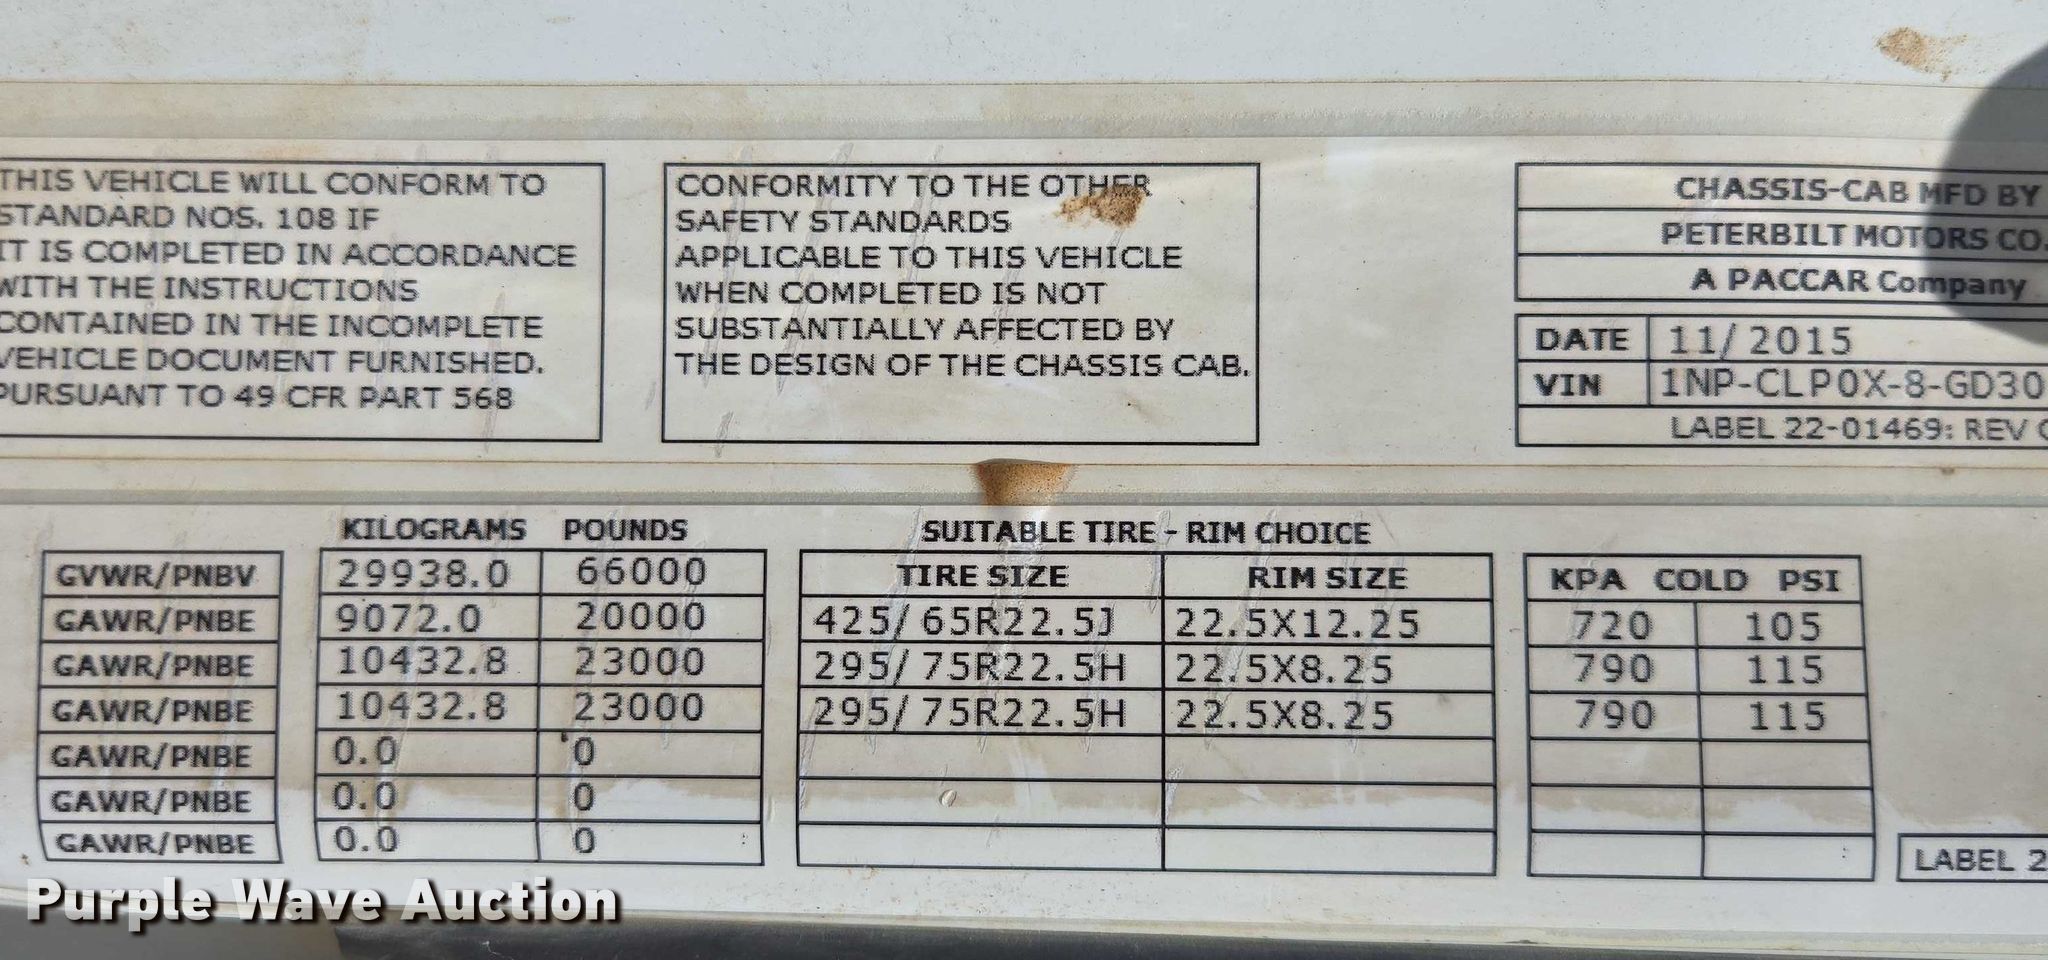 THIS VEHICLE WILL CONFORM TO
STANDARD NOS. 108 IF
IT IS COMPLETED IN ACCORDANCE
WITH THE INSTRUCTIONS
CONTAINED IN THE INCOMPLETE
VEHICLE DOCUMENT FURNISHED.
PURSUANT TO 49 CFR PART 568
CONFORMITY TO THE OTHER
SAFETY STANDARDS
APPLICABLE TO THIS VEHICLE
WHEN COMPLETED IS NOT
SUBSTANTIALLY AFFECTED BY
THE DESIGN OF THE CHASSIS CAB.
CHASSIS-CAB MFD BY
PETERBILT MOTORS CO.
A PACCAR Company
DATE 11/2015
VIN 1NP-CLP0X-8-GD30
LABEL 22-01469: REV
KILOGRAMS POUNDS SUITABLE TIRE - RIM CHOICE
GVWR/PNBV 29938.0 66000 TIRE SIZE RIM SIZE KPA COLD PSI
GAWR/PNBE 9072.0 20000 425/65R22.5J 22.5X12.25 720 105
GAWR/PNBE 10432.8 23000 295/75R22.5H 22.5X8.25 790 115
GAWR/PNBE 10432.8 23000 295/75R22.5H 22.5X8.25 790 115
GAWR/PNBE 0.0 0
GAWR/PNBE 0.0 0
GAWR/PNBE 0.0 0
LABEL 2
Purple Wave Auction